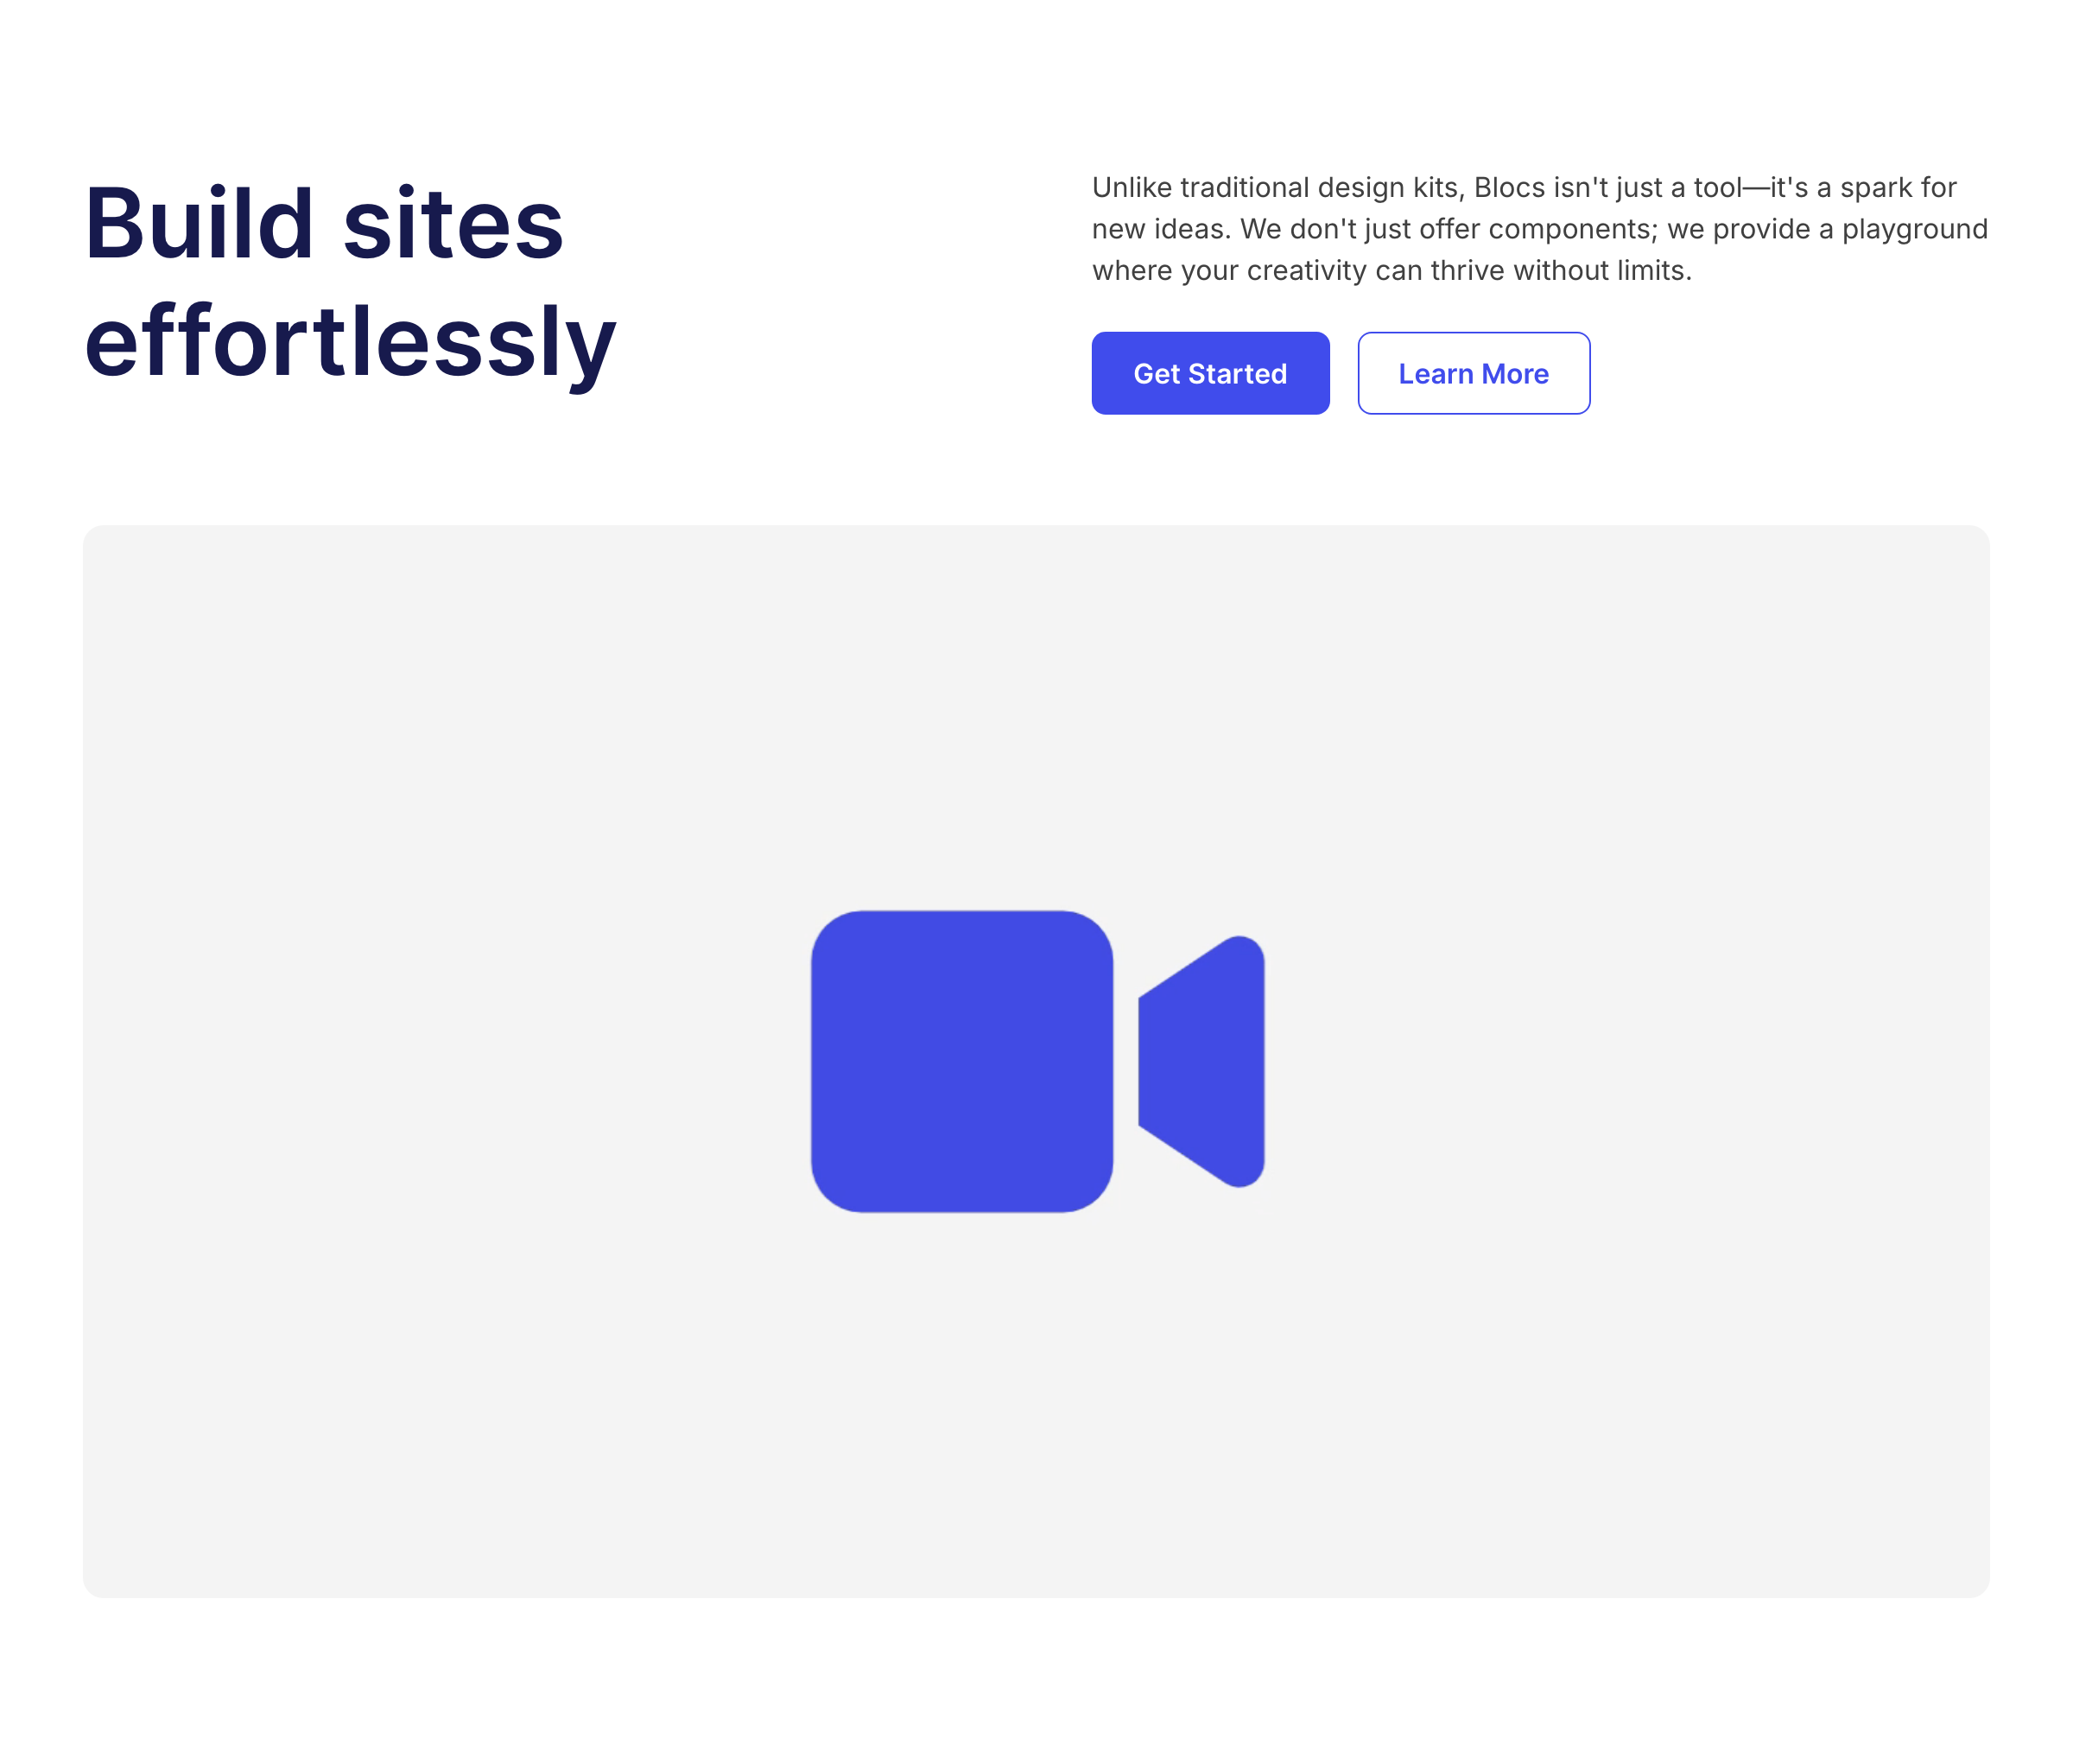 Build sites
effortlessly
Unlike traditional design kits, Blocs isn't just a tool—it's a spark for
new ideas. We don't just offer components; we provide a playground
where your creativity can thrive without limits.
Get Started
Learn More